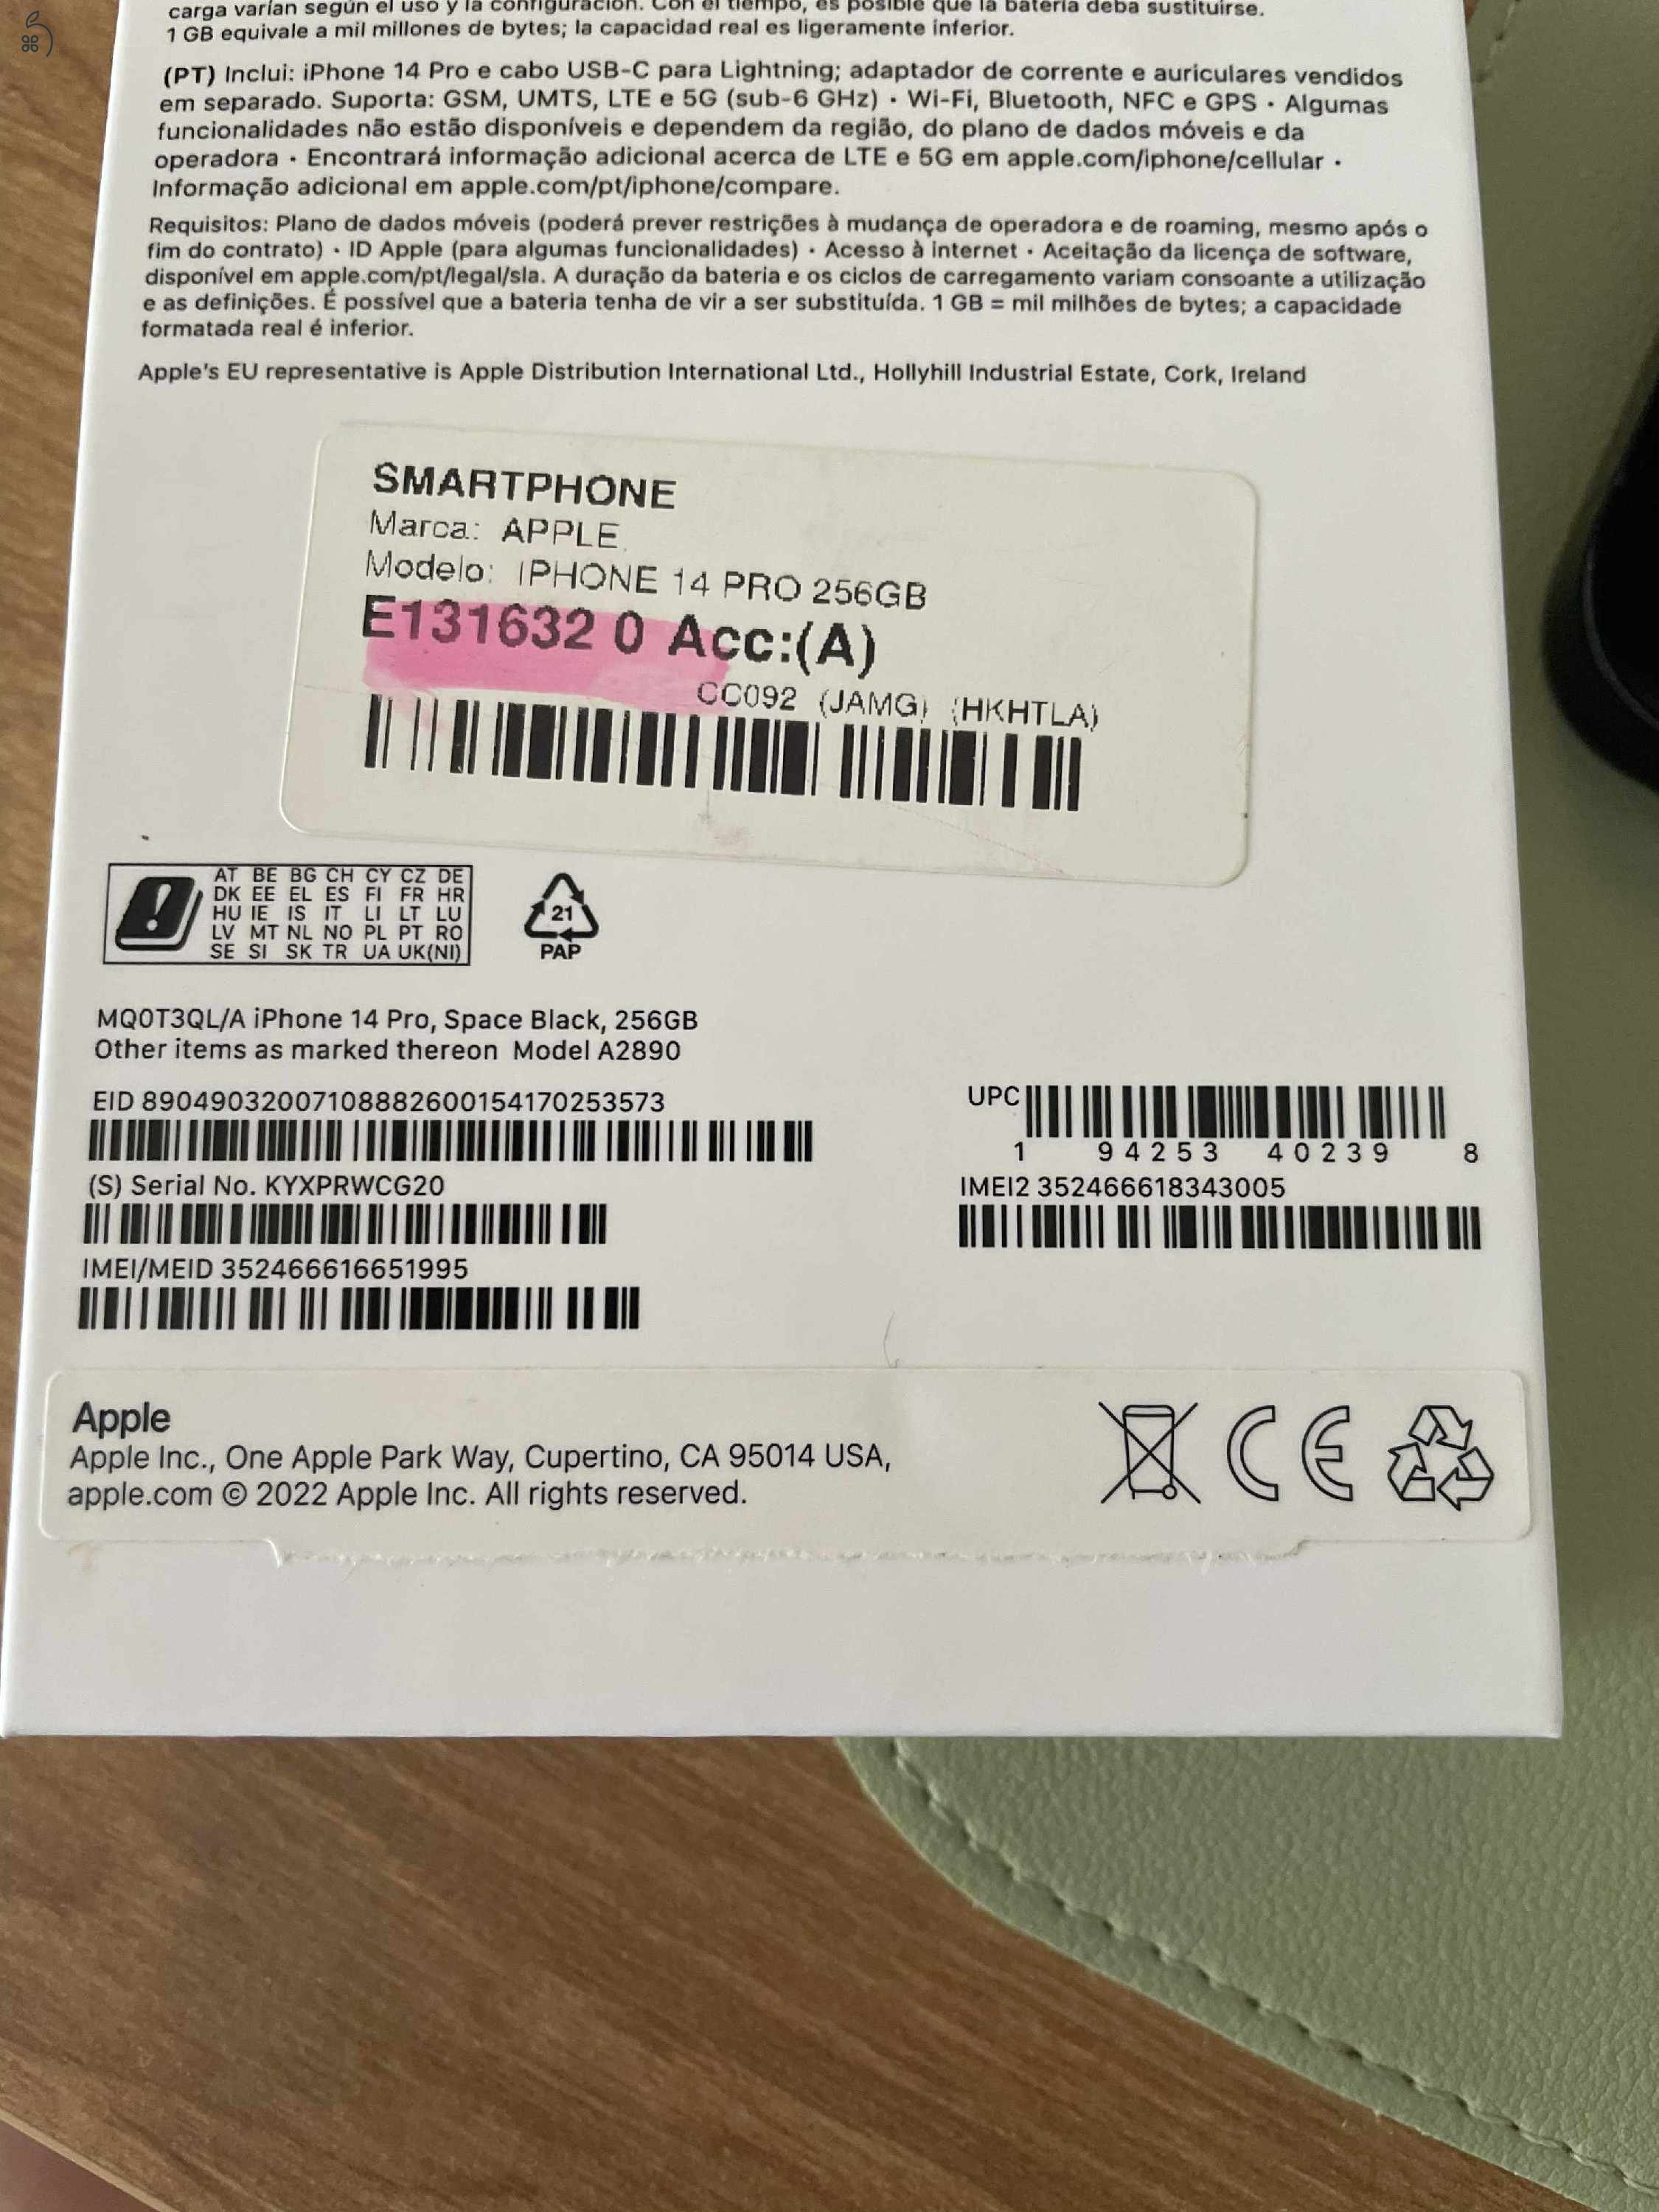 carga varían según el uso y la configuración. Con el tiempo, es posible que la batería deba sustituirse.
1 GB equivale a mil millones de bytes; la capacidad real es ligeramente inferior.
(PT) Inclui: iPhone 14 Pro e cabo USB-C para Lightning; adaptador de corrente e auriculares vendidos
em separado. Suporta: GSM, UMTS, LTE e 5G (sub-6 GHz) • Wi-Fi, Bluetooth, NFC e GPS • Algumas
funcionalidades não estão disponíveis e dependem da região, do plano de dados móveis e da
operadora • Encontrará informação adicional acerca de LTE e 5G em apple.com/iphone/cellular •
Informação adicional em apple.com/pt/iphone/compare.
Requisitos: Plano de dados móveis (poderá prever restrições à mudança de operadora e de roaming, mesmo após o
fim do contrato) • ID Apple (para algumas funcionalidades) • Acesso à internet • Aceitação da licença de software,
disponível em apple.com/pt/legal/sla. A duração da bateria e os ciclos de carregamento variam consoante a utilização
e as definições. É possível que a bateria tenha de vir a ser substituída. 1 GB = mil milhões de bytes; a capacidade
formatada real é inferior.
Apple's EU representative is Apple Distribution International Ltd., Hollyhill Industrial Estate, Cork, Ireland
SMARTPHONE
Marca: APPLE
Modelo: IPHONE 14 PRO 256GB
E131632 0 Acc:(A)
CC092 (JAMG) (HKHTLA)
AT BE BG CH CY CZ DE
DK EE EL ES FI FR HR
HU IE IS IT LI LT LU
LV MT NL NO PL PT RO
SE SI SK TR UA UK(NI)
21
PAP
MQ0T3QL/A iPhone 14 Pro, Space Black, 256GB
Other items as marked thereon Model A2890
EID 89049032007108882600154170253573
UPC
1 94253 40239 8
(S) Serial No. KYXPRWCG20
IMEI2 352466618343005
IMEI/MEID 352466616651995
Apple
Apple Inc., One Apple Park Way, Cupertino, CA 95014 USA,
apple.com © 2022 Apple Inc. All rights reserved.
CE